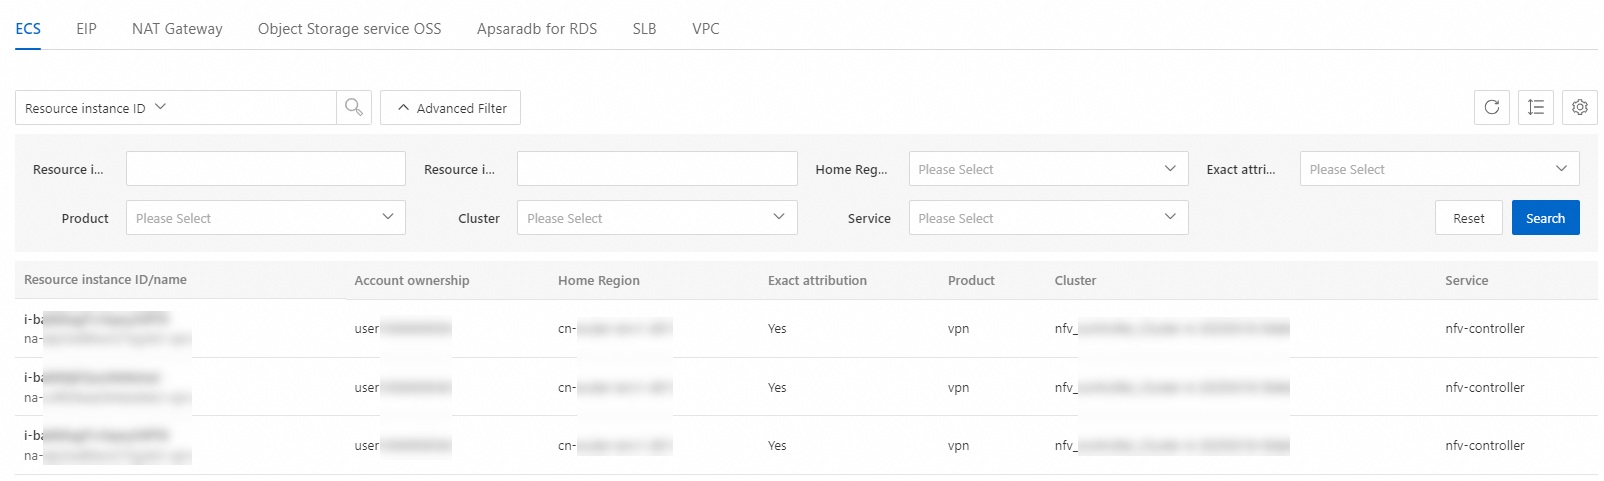 ECS EIP NAT Gateway Object Storage service OSS Apsaradb for RDS SLB VPC
Resource instance ID Advanced Filter
Resource i... Resource i... Home Reg... Please Select Exact attri... Please Select
Product Please Select Cluster Please Select Service Please Select Reset Search
Resource instance ID/name Account ownership Home Region Exact attribution Product Cluster Service
i-ba
na- user cn- Yes vpn nfv_ nfv-controller
i-ba
na- user cn- Yes vpn nfv_ nfv-controller
i-ba
na- user cn- Yes vpn nfv_ nfv-controller